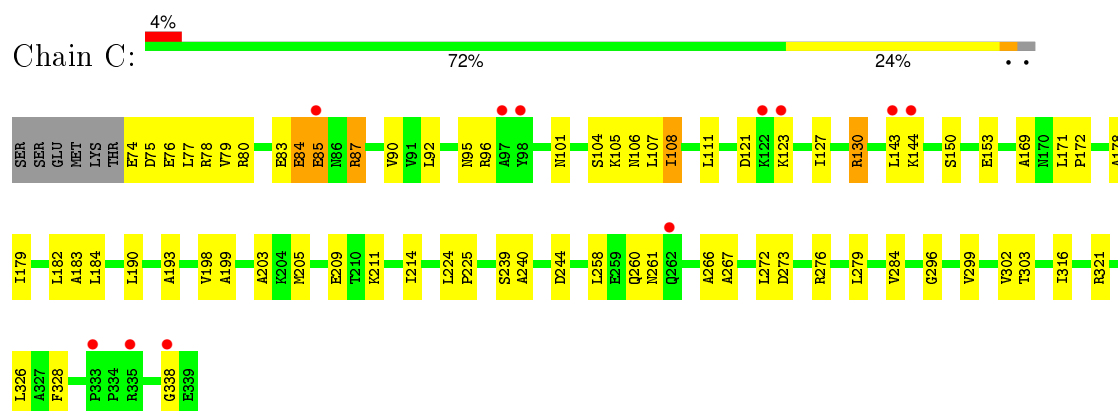 4%
Chain C:
72% 24% • •
SER SER GLU MET LYS THR E74 D75 E76 L77 R78 V79 R80 E83 E84 E85 N86 R87 V90 V91 L92 N95 R96 A97 Y98 N101 S104 K105 N106 L107 I108 L111 D121 K122 K123 I127 R130 L143 K144 S150 E153 A169 N170 L171 P172 A178
I179 L182 A183 L184 L190 A193 V198 A199 A203 K204 M205 E209 T210 K211 I214 L224 P225 S239 A240 D244 L258 E259 Q260 N261 Q262 A266 A267 L272 D273 R276 L279 V284 G296 V299 V302 T303 I316 R321
L326 A327 F328 P333 P334 R335 G338 E339